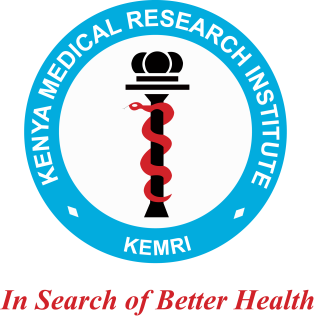 KENYA MEDICAL RESEARCH INSTITUTE
KEMRI
In Search of Better Health